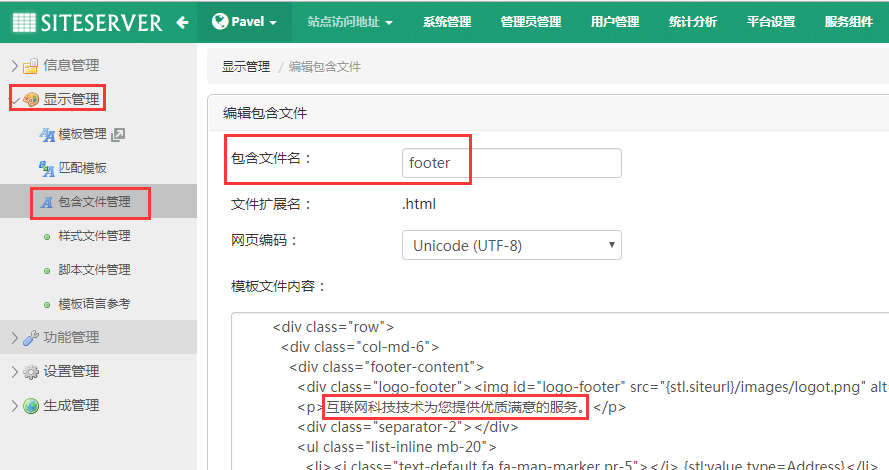 SITESERVER Pavel 站点访问地址 系统管理 管理员管理 用户管理 统计分析 平台设置 服务组件
信息管理
显示管理
模板管理
匹配模板
包含文件管理
样式文件管理
脚本文件管理
模板语言参考
功能管理
设置管理
生成管理
显示管理 / 编辑包含文件
编辑包含文件
包含文件名： footer
文件扩展名： .html
网页编码： Unicode (UTF-8)
模板文件内容：
<div class="row">
<div class="col-md-6">
<div class="footer-content">
<div class="logo-footer"><img id="logo-footer" src="{stl.siteurl}/images/logot.png" alt
<p>互联网科技技术为您提供优质满意的服务。</p>
<div class="separator-2"></div>
<ul class="list-inline mb-20">
<li><i class="text-default fa fa-map-marker pr-5"></i> {stl:value type=Address}</li>